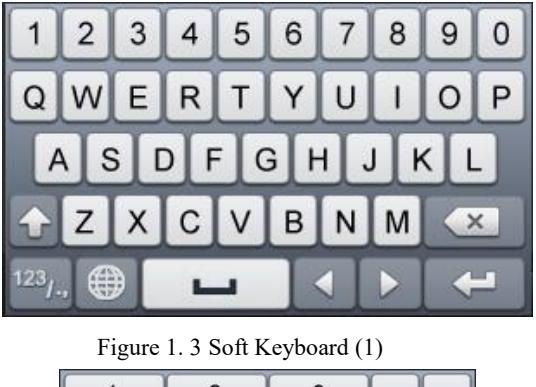 1 2 3 4 5 6 7 8 9 0
Q W E R T Y U I O P
A S D F G H J K L
Z X C V B N M
123/.,
Figure 1. 3 Soft Keyboard (1)